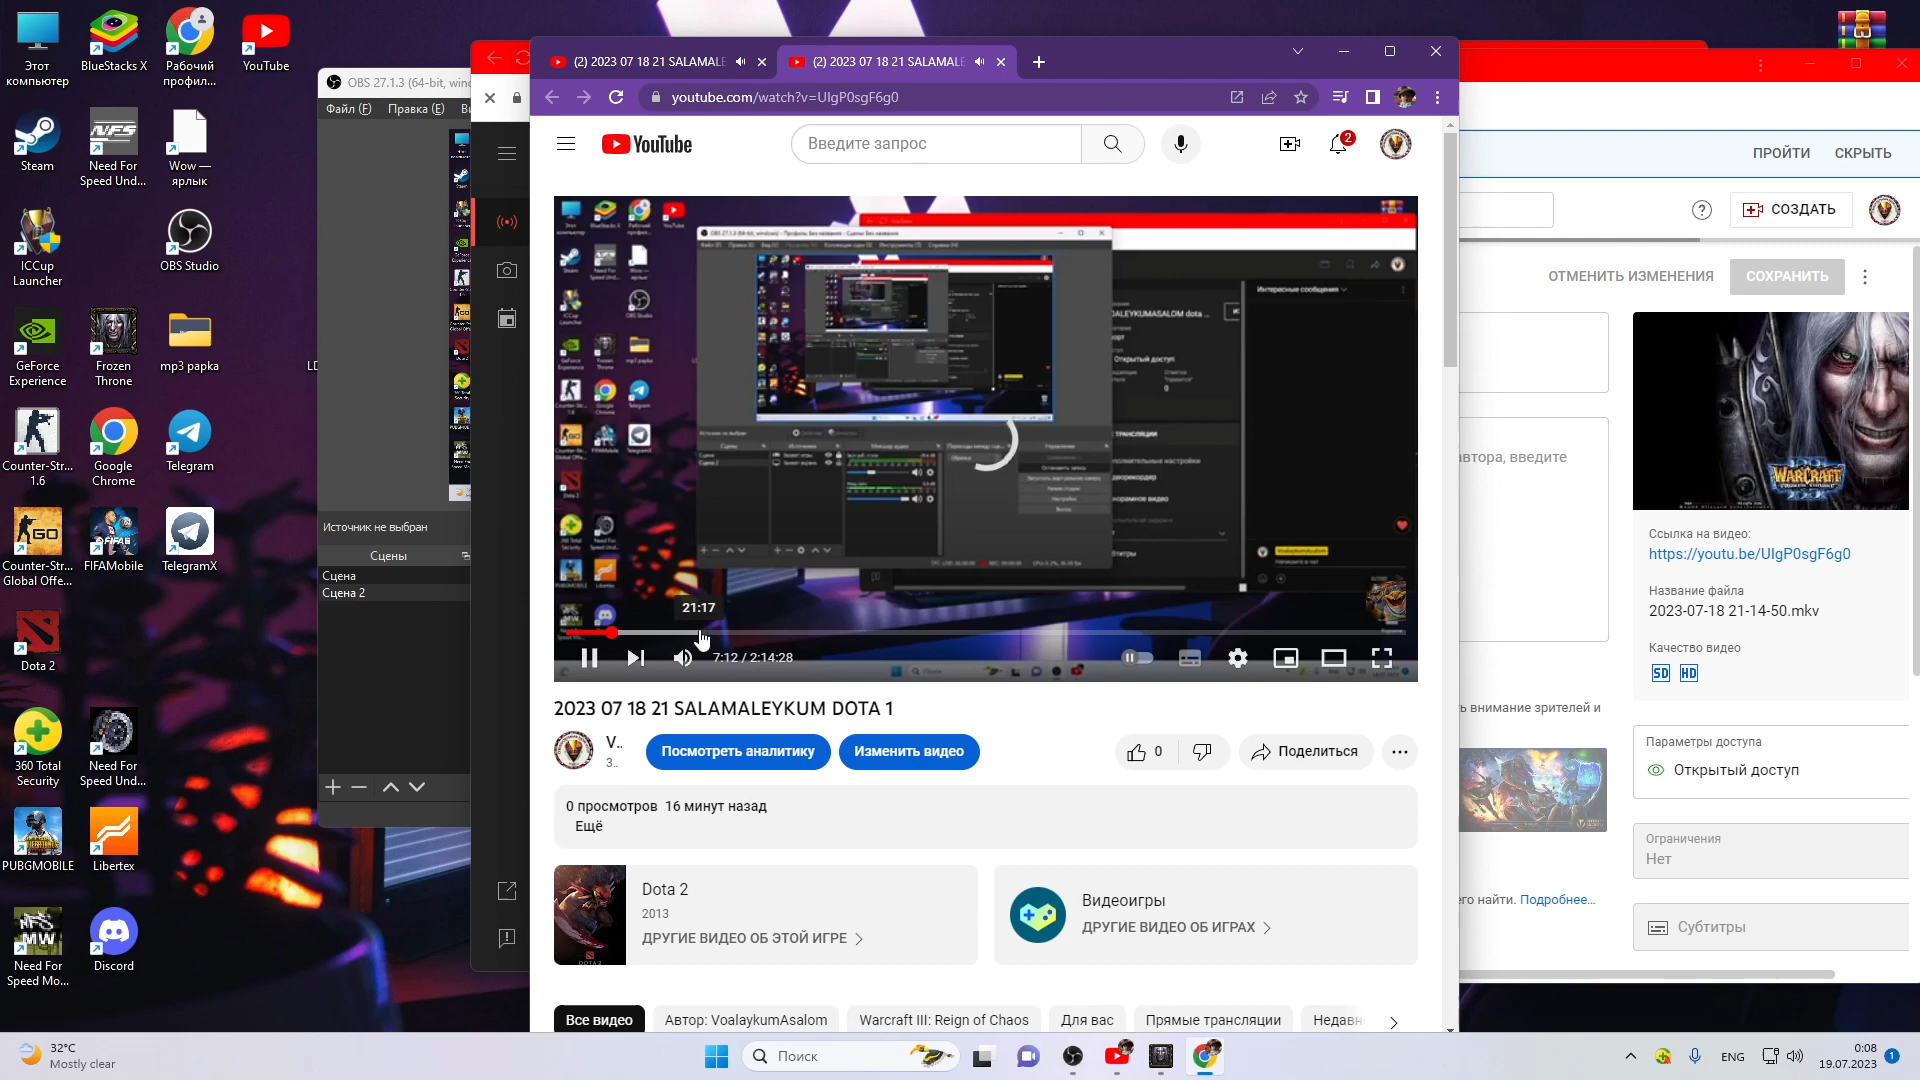 Этот
компьютер
BlueStacks X
Рабочий
профил...
YouTube
Steam
Need For
Speed Und...
Wow —
ярлык
ICCup
Launcher
OBS Studio
GeForce
Experience
Frozen
Throne
mp3 papka
LD
Counter-Str...
1.6
Google
Chrome
Telegram
Counter-Str...
Global Offe...
FIFAMobile
TelegramX
Dota 2
360 Total
Security
Need For
Speed Und...
PUBGMOBILE
Libertex
Need For
Speed Mo...
Discord
OBS 27.1.3 (64-bit, wind
Файл (F)
Правка (E)
Источник не выбран
Сцены
Сцена
Сцена 2
(2) 2023 07 18 21 SALAMALE
(2) 2023 07 18 21 SALAMALE
youtube.com/watch?v=UIgP0sgF6g0
YouTube
Введите запрос
2
21:17
7:12 / 2:14:28
2023 07 18 21 SALAMALEYKUM DOTA 1
V..
3..
Посмотреть аналитику
Изменить видео
0
Поделиться
0 просмотров 16 минут назад
Ещё
Dota 2
2013
ДРУГИЕ ВИДЕО ОБ ЭТОЙ ИГРЕ
Видеоигры
ДРУГИЕ ВИДЕО ОБ ИГРАХ
Все видео
Автор: VoalaykumAsalom
Warcraft III: Reign of Chaos
Для вас
Прямые трансляции
Недавн
ПРОЙТИ
СКРЫТЬ
СОЗДАТЬ
ОТМЕНИТЬ ИЗМЕНЕНИЯ
СОХРАНИТЬ
автора, введите
WARCRAFT
Ссылка на видео:
https://youtu.be/UIgP0sgF6g0
Название файла
2023-07-18 21-14-50.mkv
Качество видео
SD
HD
ь внимание зрителей и
Параметры доступа
Открытый доступ
Ограничения
Нет
его найти. Подробнее...
Субтитры
32°C
Mostly clear
Поиск
ENG
0:08
19.07.2023
1